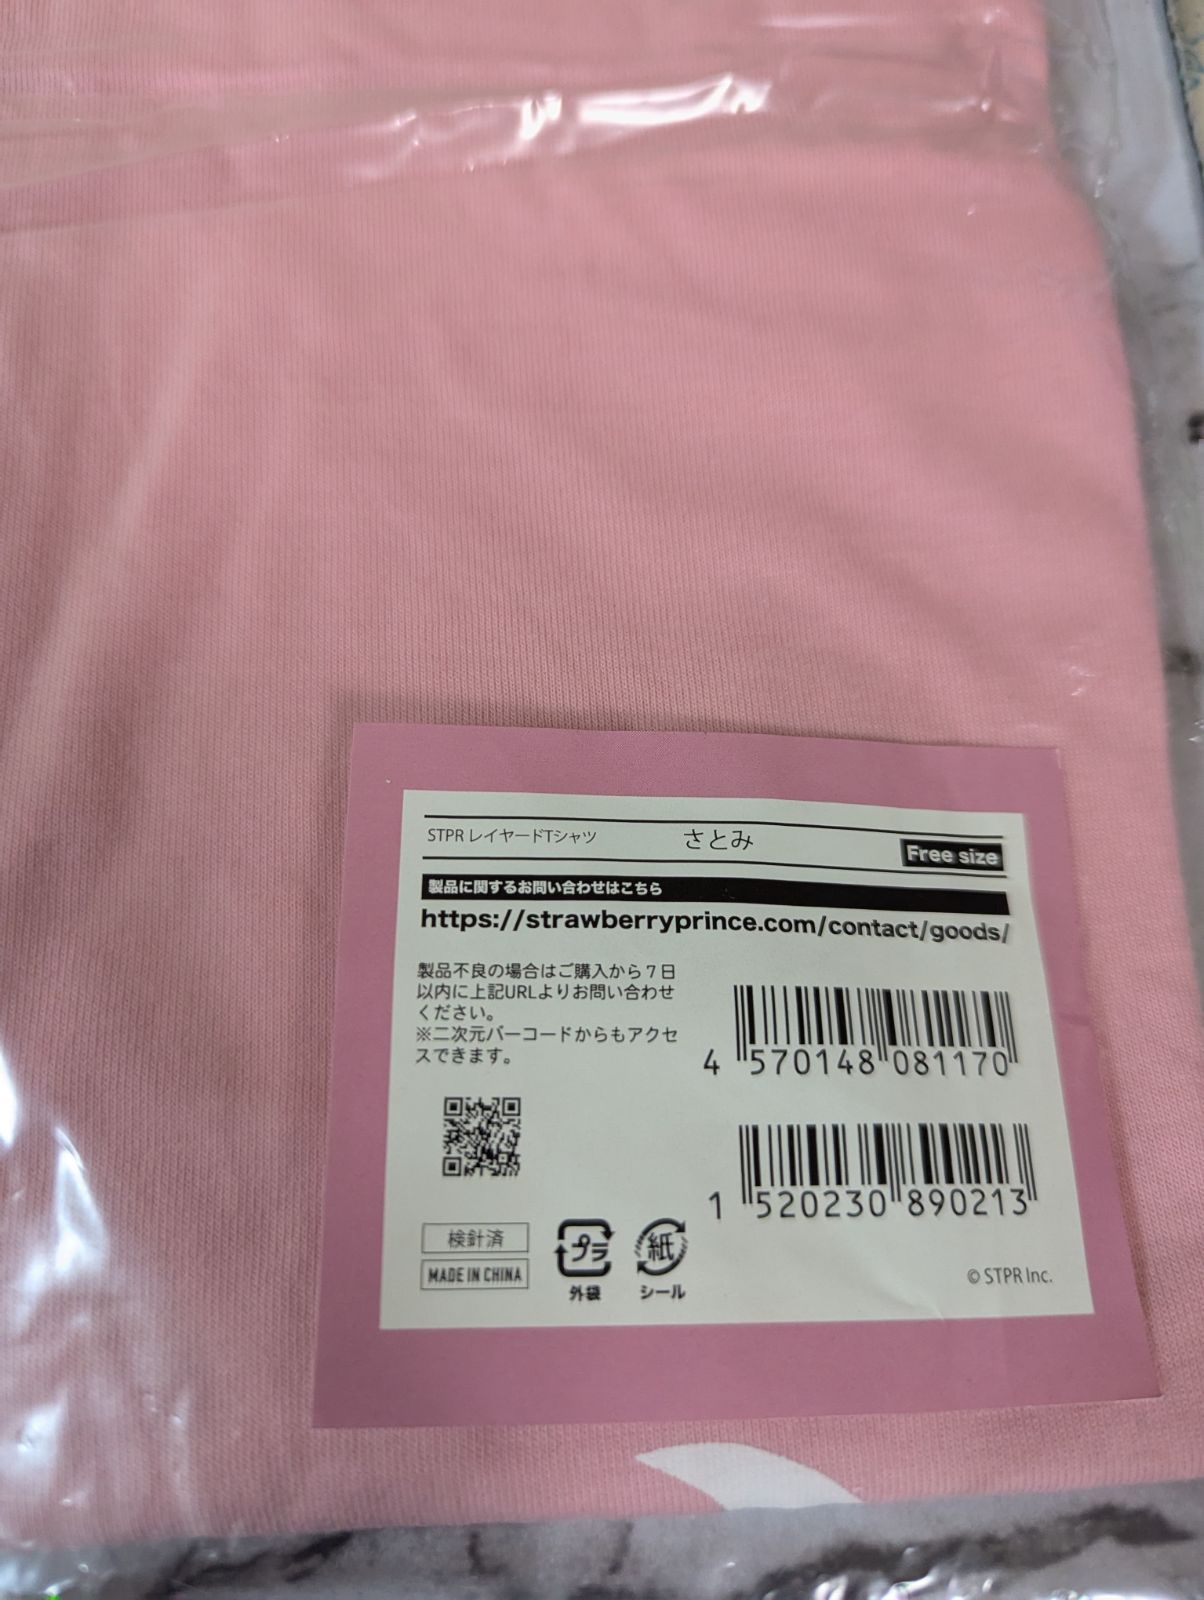 STPR レイヤードTシャツ さとみ Free size
製品に関するお問い合わせはこちら
https://strawberryprince.com/contact/goods/
製品不良の場合はご購入から7日
以内に上記URLよりお問い合わせ
ください。
※二次元バーコードからもアクセ
スできます。
4 570148 081170
1 520230 890213
検針済
MADE IN CHINA
プラ
外袋
紙
シール
© STPR Inc.